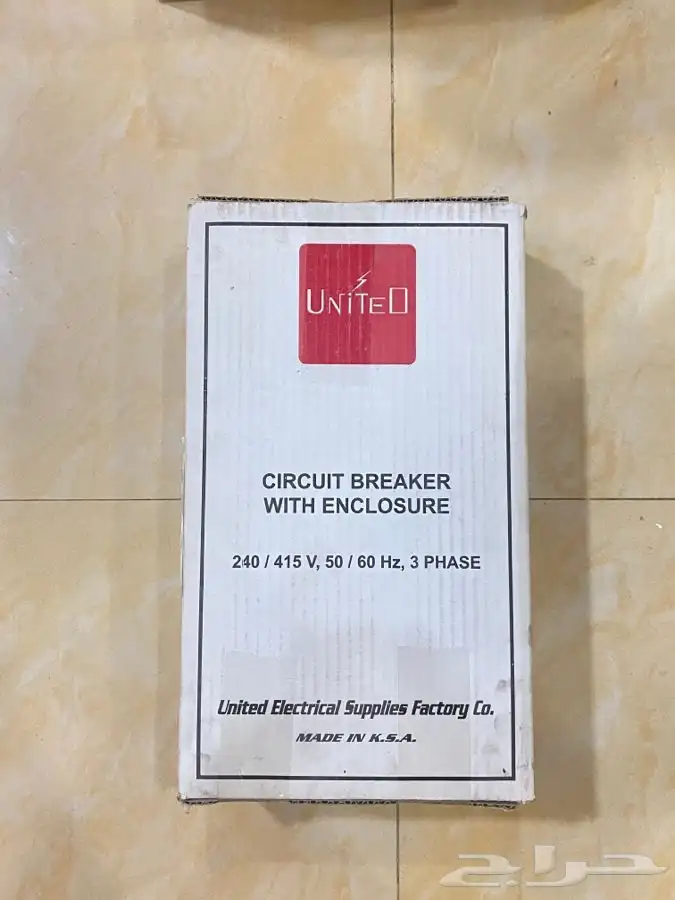 UNiTED
CIRCUIT BREAKER
WITH ENCLOSURE
240 / 415 V, 50 / 60 Hz, 3 PHASE
United Electrical Supplies Factory Co.
MADE IN K.S.A.
حراج